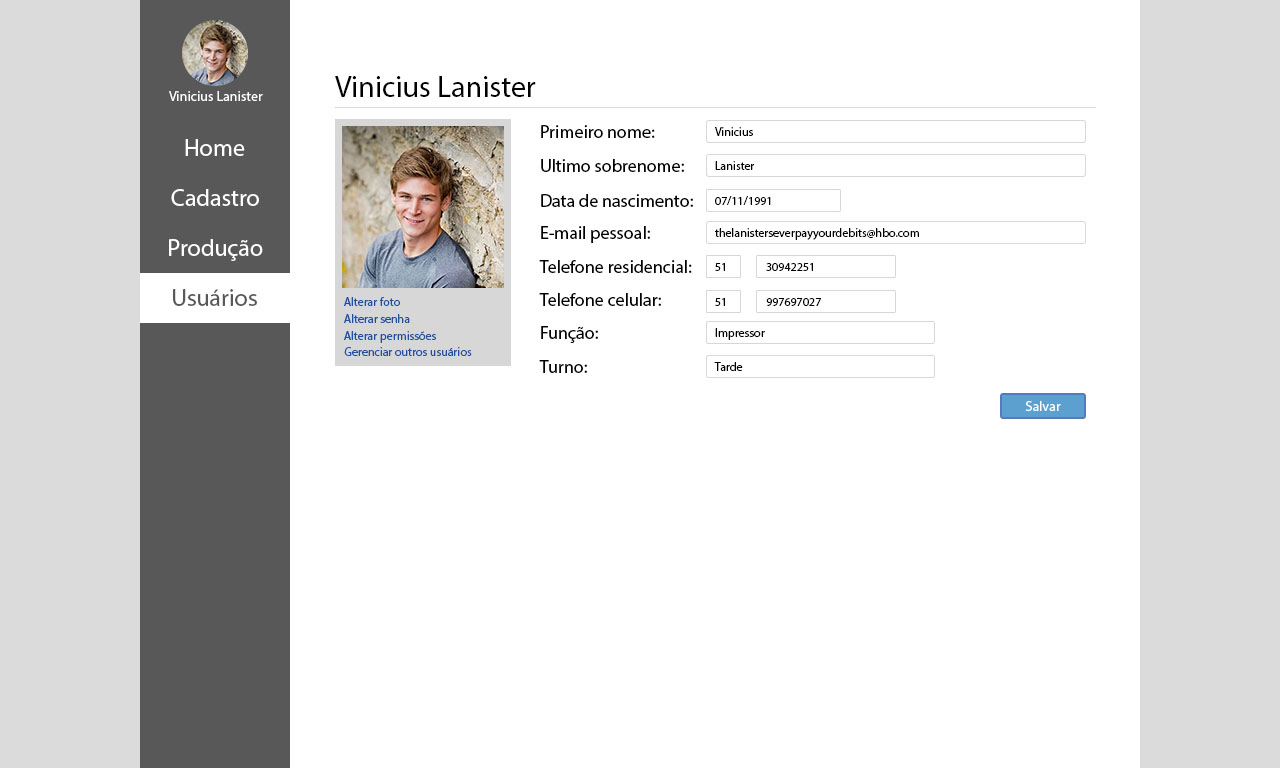 Vinicius Lanister
Home
Cadastro
Produção
Usuários
Vinicius Lanister
Alterar foto
Alterar senha
Alterar permissões
Gerenciar outros usuários
Primeiro nome: Vinicius
Ultimo sobrenome: Lanister
Data de nascimento: 07/11/1991
E-mail pessoal: thelanisterseverpayyourdebits@hbo.com
Telefone residencial: 51 30942251
Telefone celular: 51 997697027
Função: Impressor
Turno: Tarde
Salvar